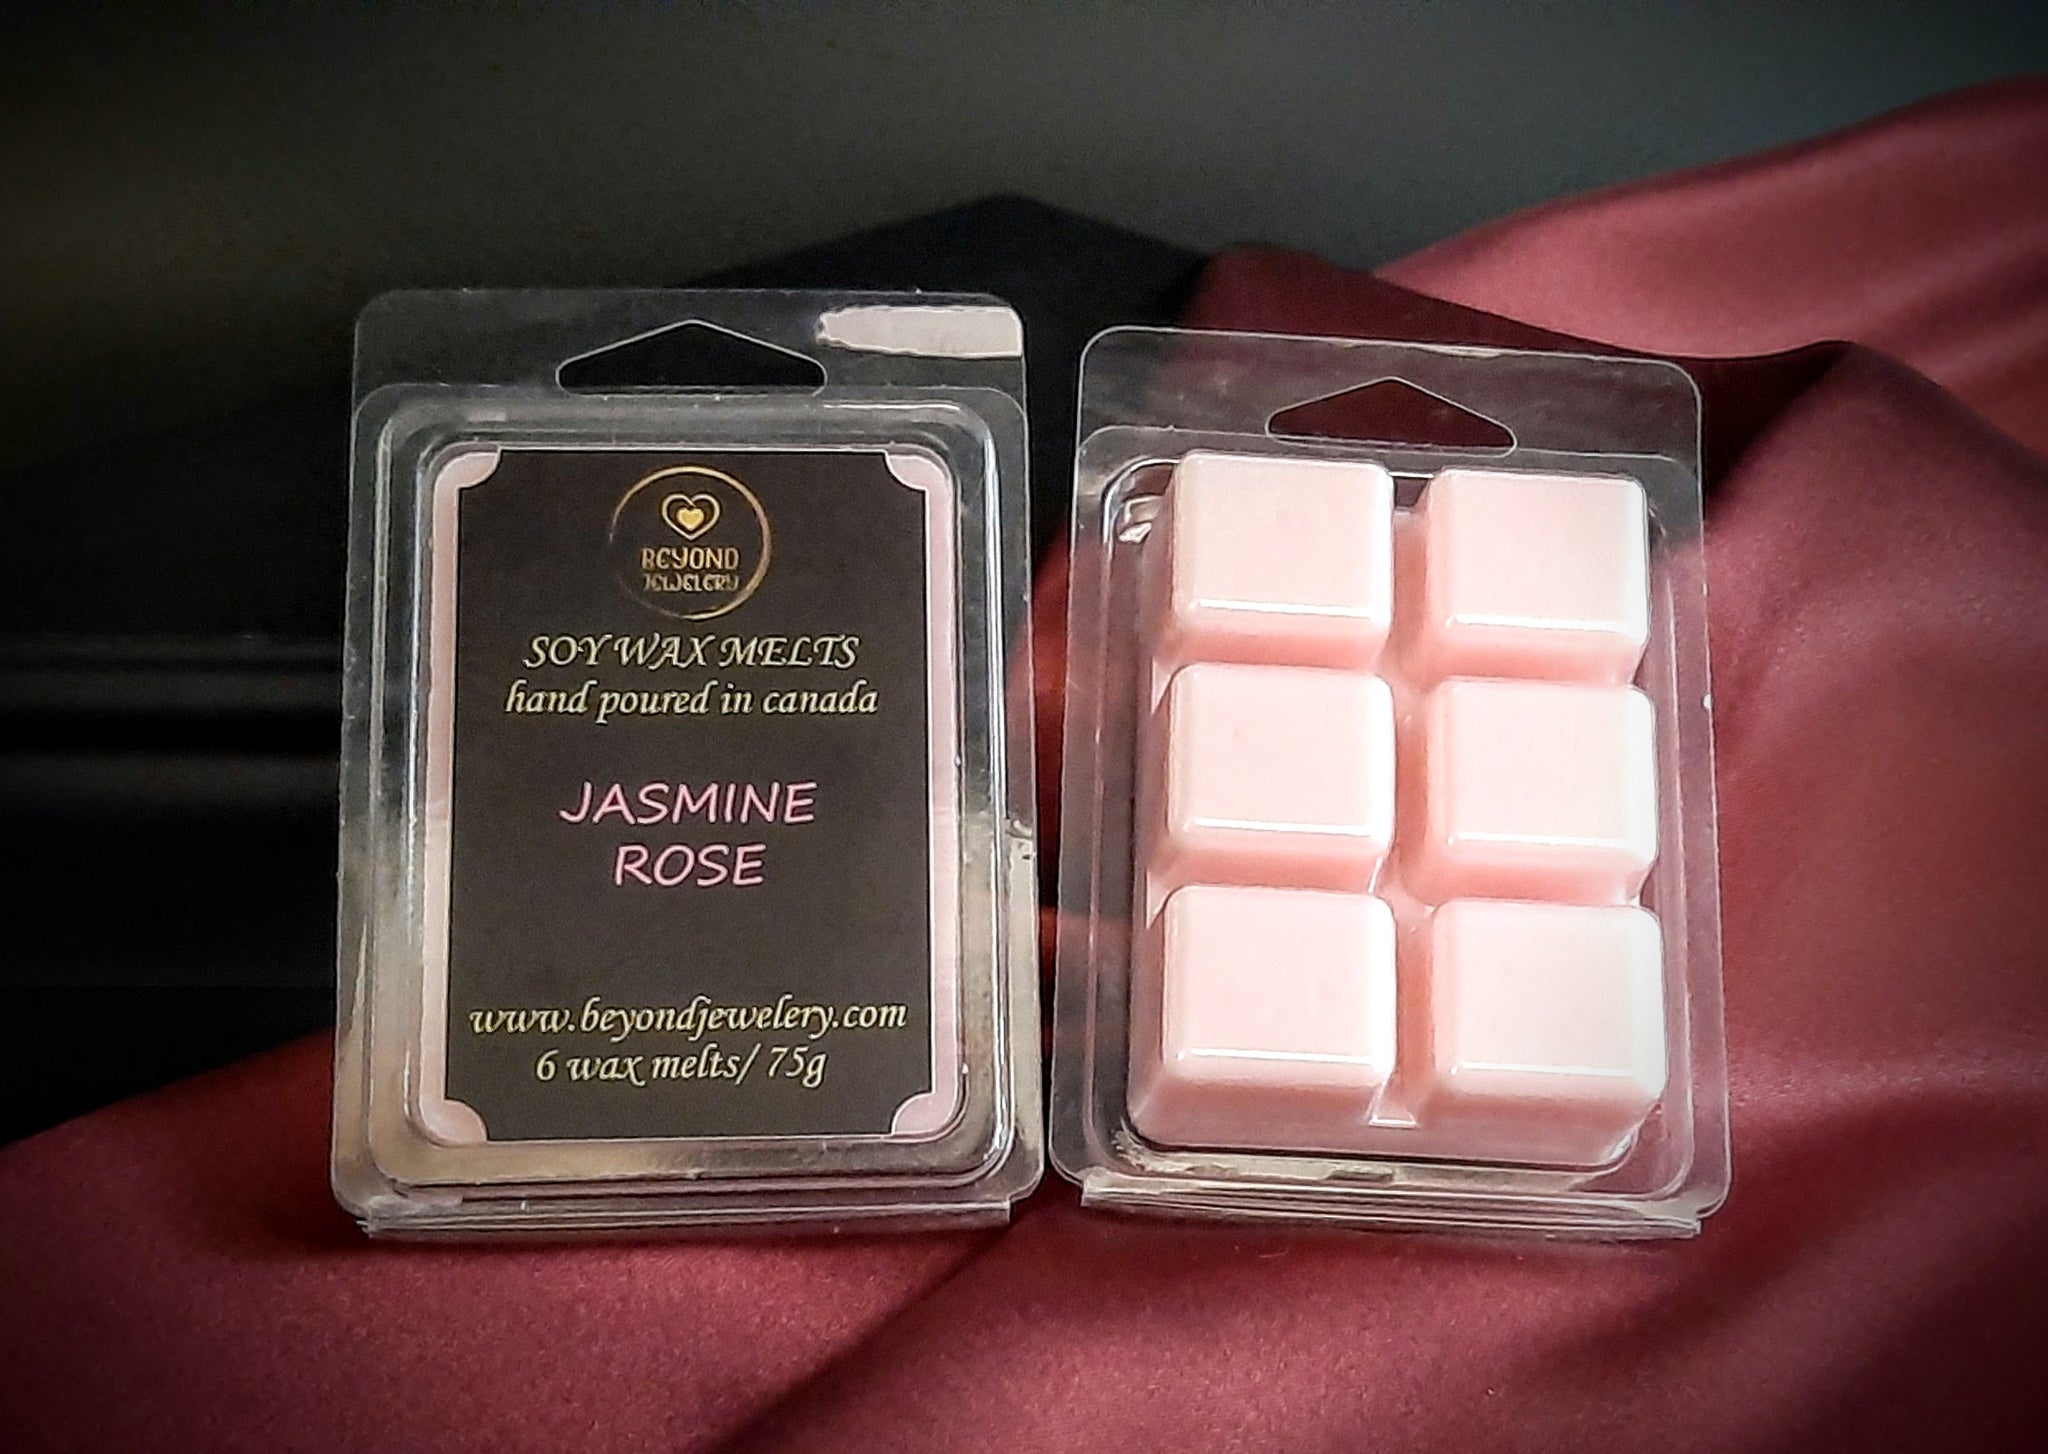 BEYOND
JEWELERY
SOY WAX MELTS
hand poured in canada
JASMINE
ROSE
www.beyondjewelery.com
6 wax melts/ 75g